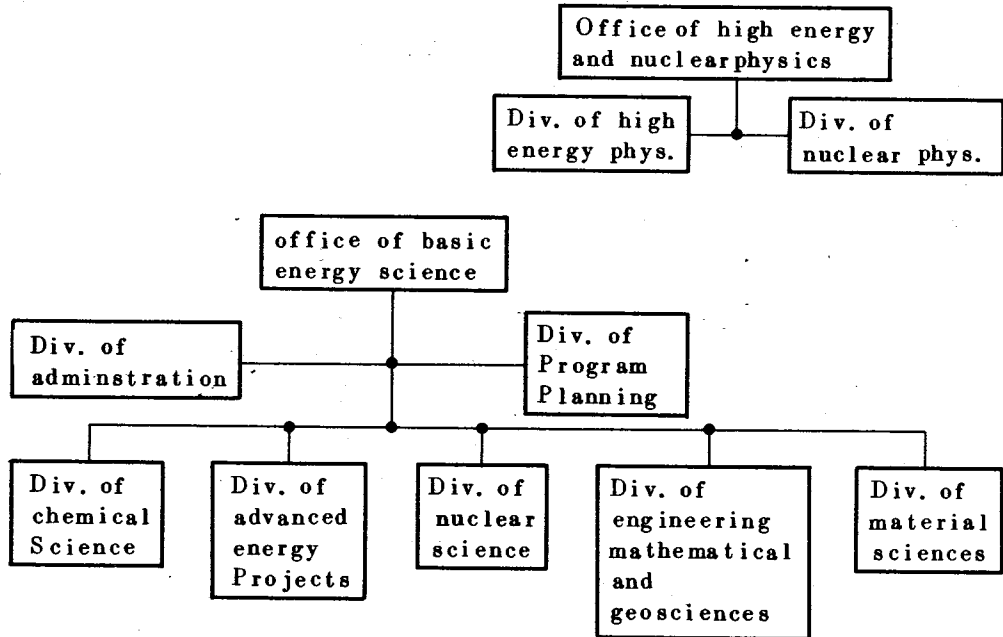 Office of high energy
and nuclearphysics
Div. of high
energy phys.
Div. of
nuclear phys.
office of basic
energy science
Div. of
adminstration
Div. of
Program
Planning
Div. of
chemical
Science
Div. of
advanced
energy
Projects
Div. of
nuclear
science
Div. of
engineering
mathematical
and
geosciences
Div. of
material
sciences